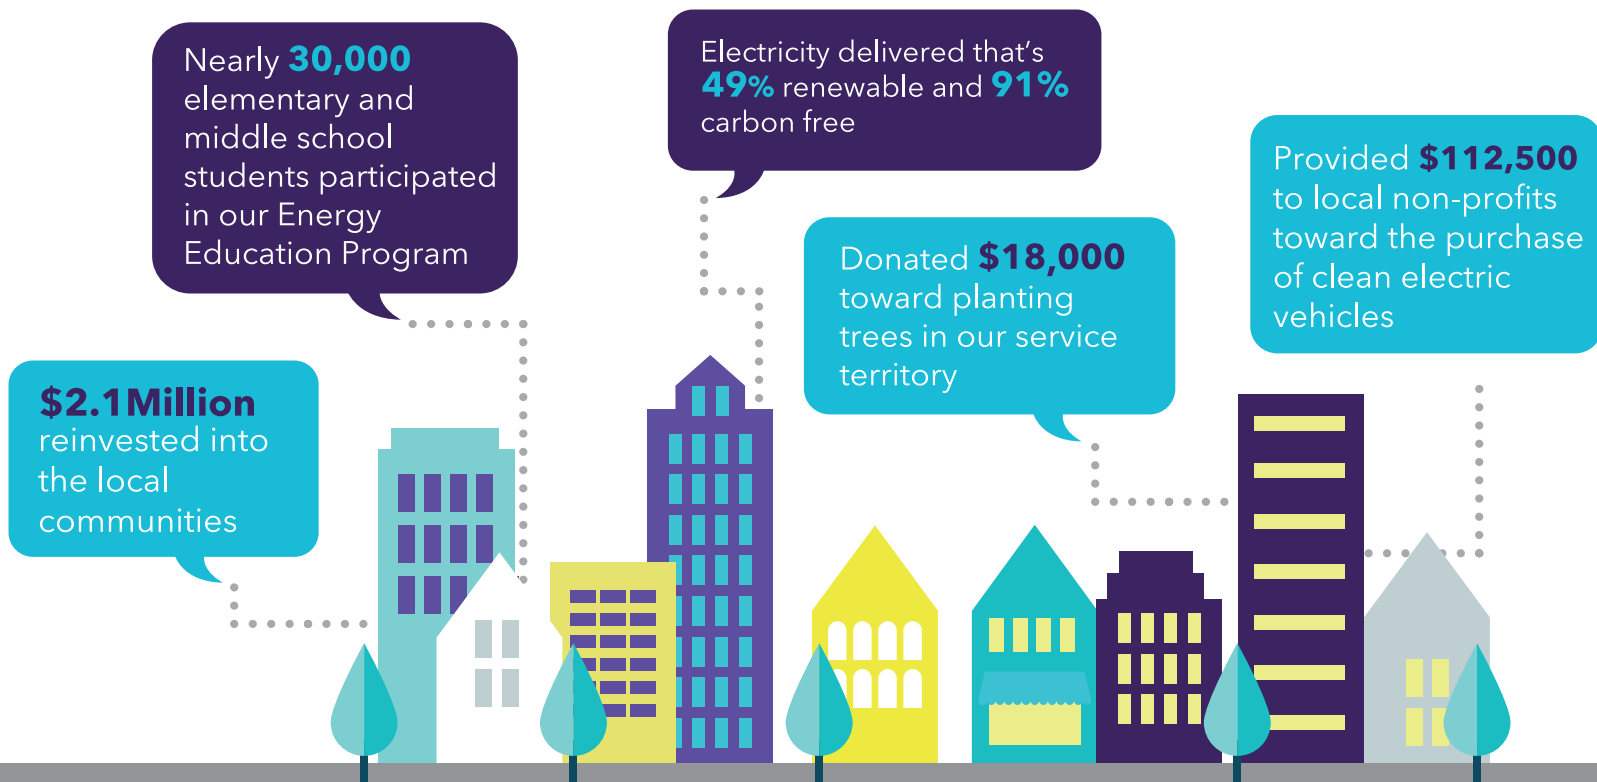 Nearly 30,000
elementary and
middle school
students participated
in our Energy
Education Program
Electricity delivered that's
49% renewable and 91%
carbon free
Provided $112,500
to local non-profits
toward the purchase
of clean electric
vehicles
Donated $18,000
toward planting
trees in our service
territory
$2.1Million
reinvested into
the local
communities